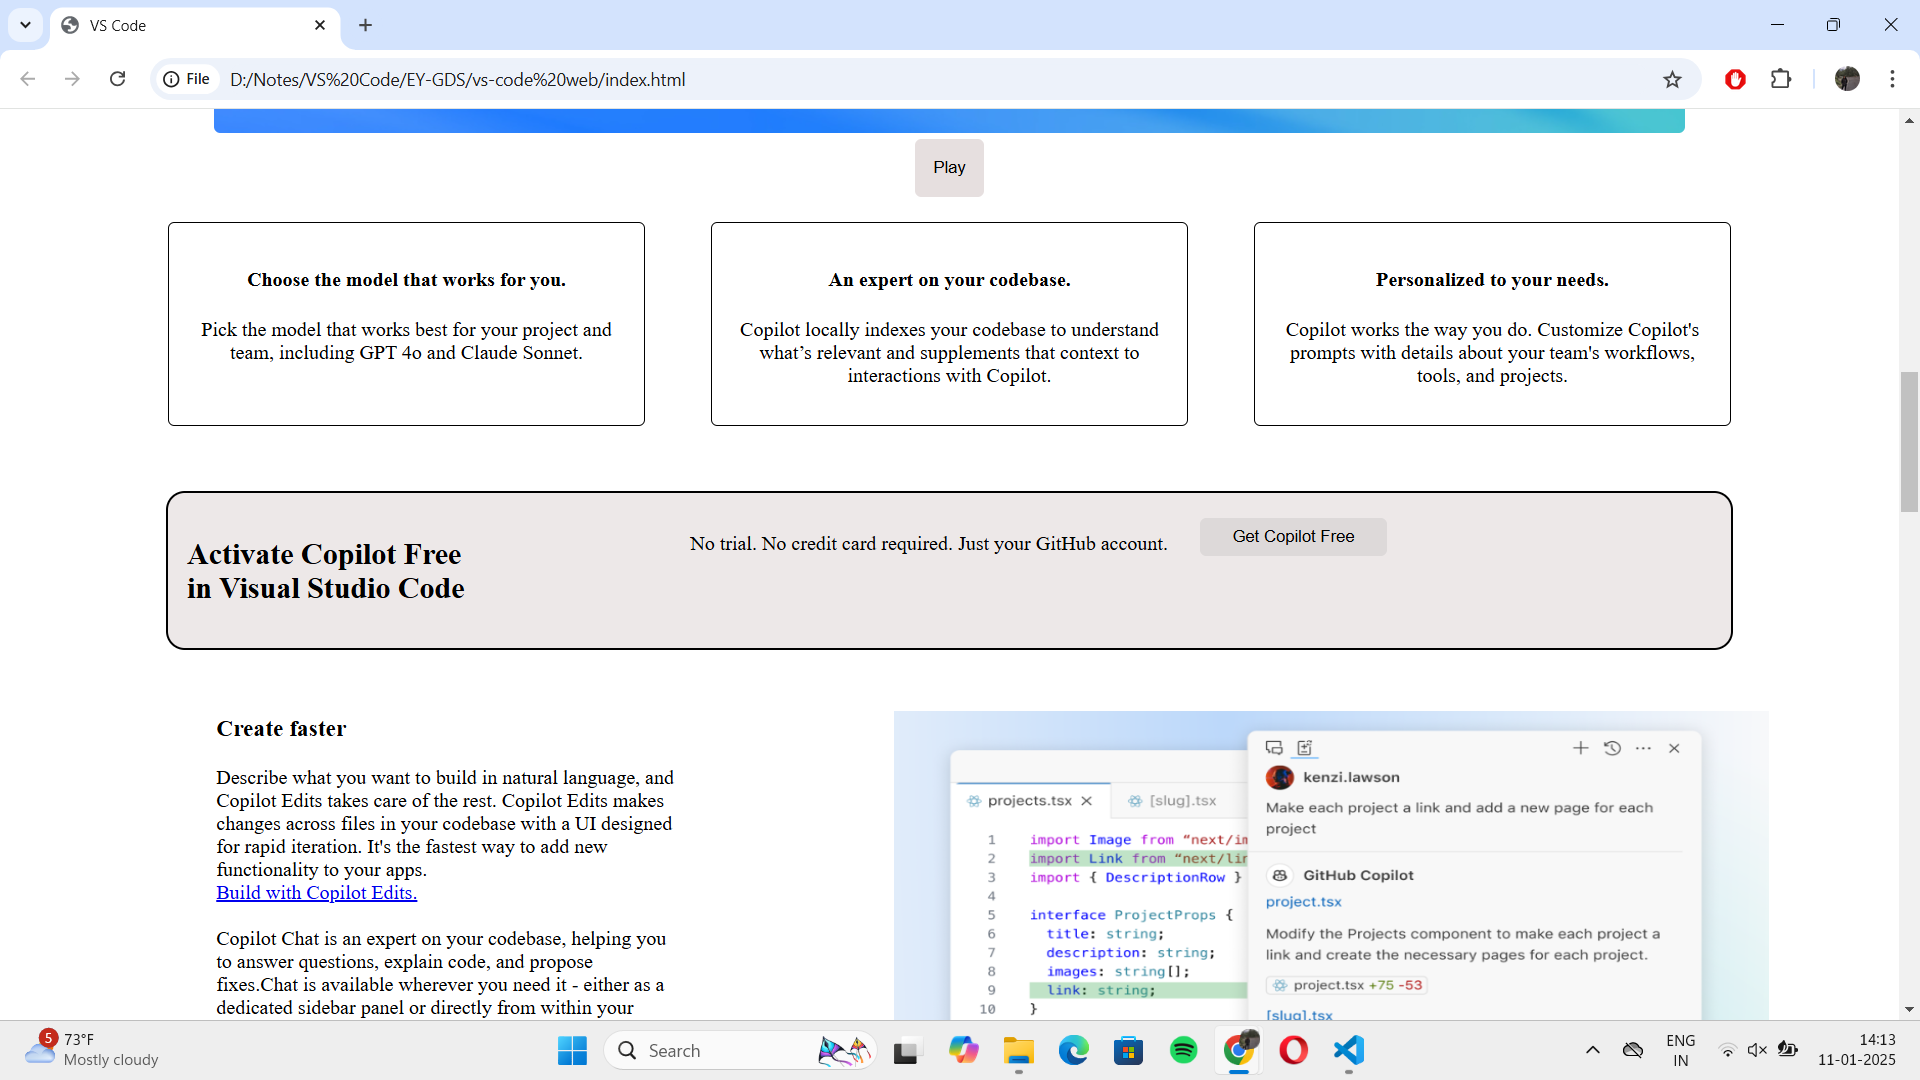 VS Code
File
D:/Notes/VS%20Code/EY-GDS/vs-code%20web/index.html
Play
Choose the model that works for you.
Pick the model that works best for your project and
team, including GPT 4o and Claude Sonnet.
An expert on your codebase.
Copilot locally indexes your codebase to understand
what’s relevant and supplements that context to
interactions with Copilot.
Personalized to your needs.
Copilot works the way you do. Customize Copilot's
prompts with details about your team's workflows,
tools, and projects.
Activate Copilot Free
in Visual Studio Code
No trial. No credit card required. Just your GitHub account.
Get Copilot Free
Create faster
Describe what you want to build in natural language, and
Copilot Edits takes care of the rest. Copilot Edits makes
changes across files in your codebase with a UI designed
for rapid iteration. It's the fastest way to add new
functionality to your apps.
Build with Copilot Edits.
Copilot Chat is an expert on your codebase, helping you
to answer questions, explain code, and propose
fixes.Chat is available wherever you need it - either as a
dedicated sidebar panel or directly from within your
projects.tsx
[slug].tsx
1 import Image from “next/im
2 import Link from “next/lin
3 import { DescriptionRow }
4
5 interface ProjectProps {
6 title: string;
7 description: string;
8 images: string[];
9 link: string;
10 }
kenzi.lawson
Make each project a link and add a new page for each
project
GitHub Copilot
project.tsx
Modify the Projects component to make each project a
link and create the necessary pages for each project.
project.tsx +75 -53
[slug].tsx
5
73°F
Mostly cloudy
Search
ENG
IN
14:13
11-01-2025